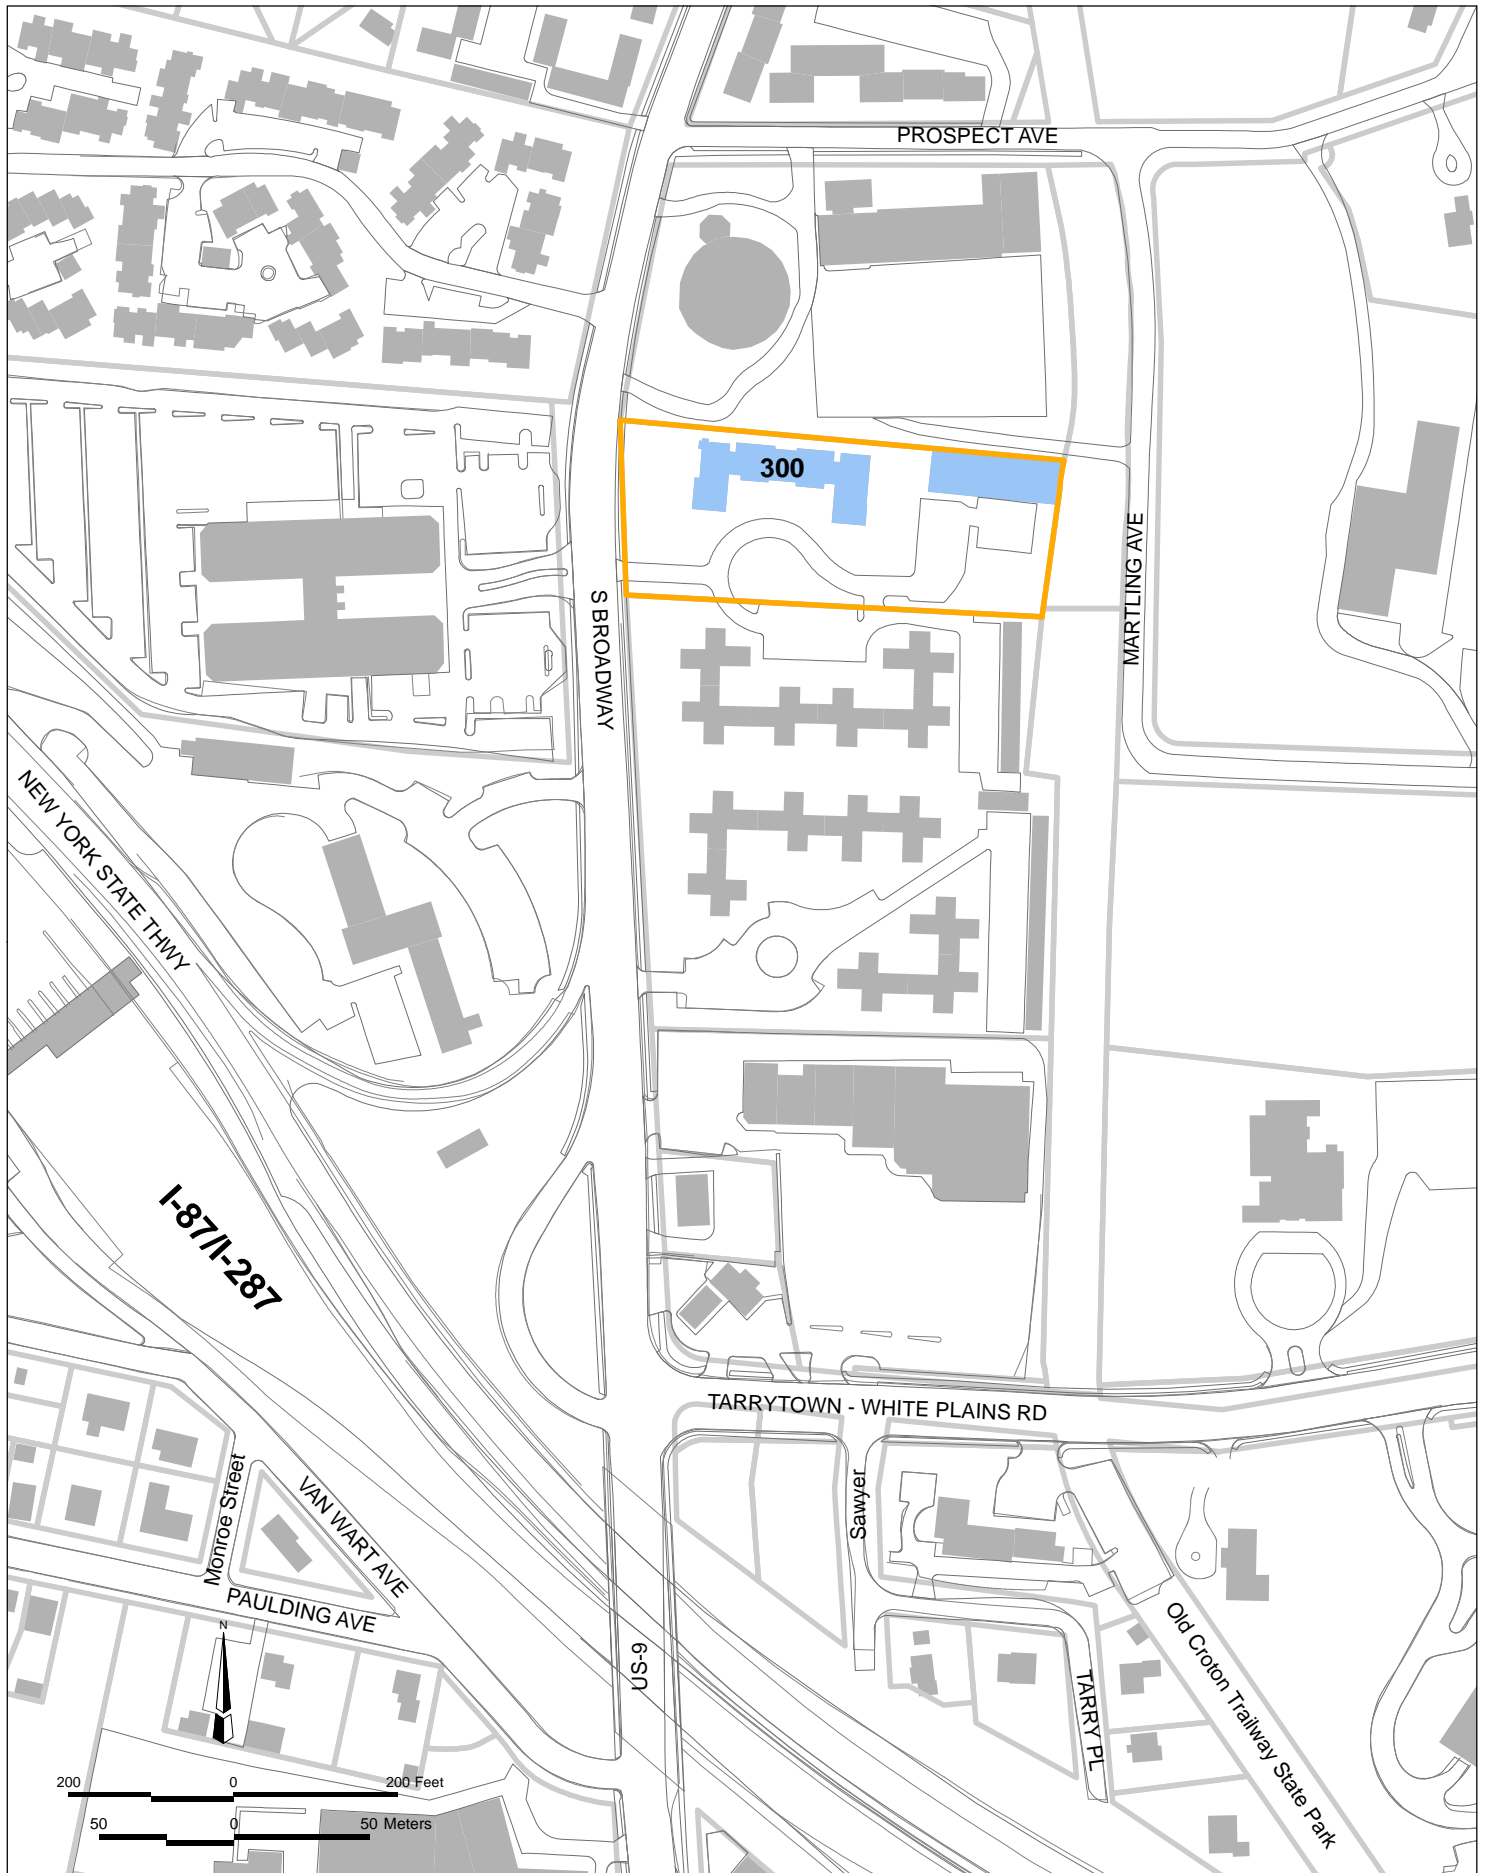 PROSPECT AVE
300
MARTLING AVE
S BROADWAY
NEW YORK STATE THWY
I-87/I-287
TARRYTOWN - WHITE PLAINS RD
Monroe Street
VAN WART AVE
Sawyer
PAULDING AVE
N
US-9
TARRY PL
Old Croton Trailway State Park
200 0 200 Feet
50 0 50 Meters